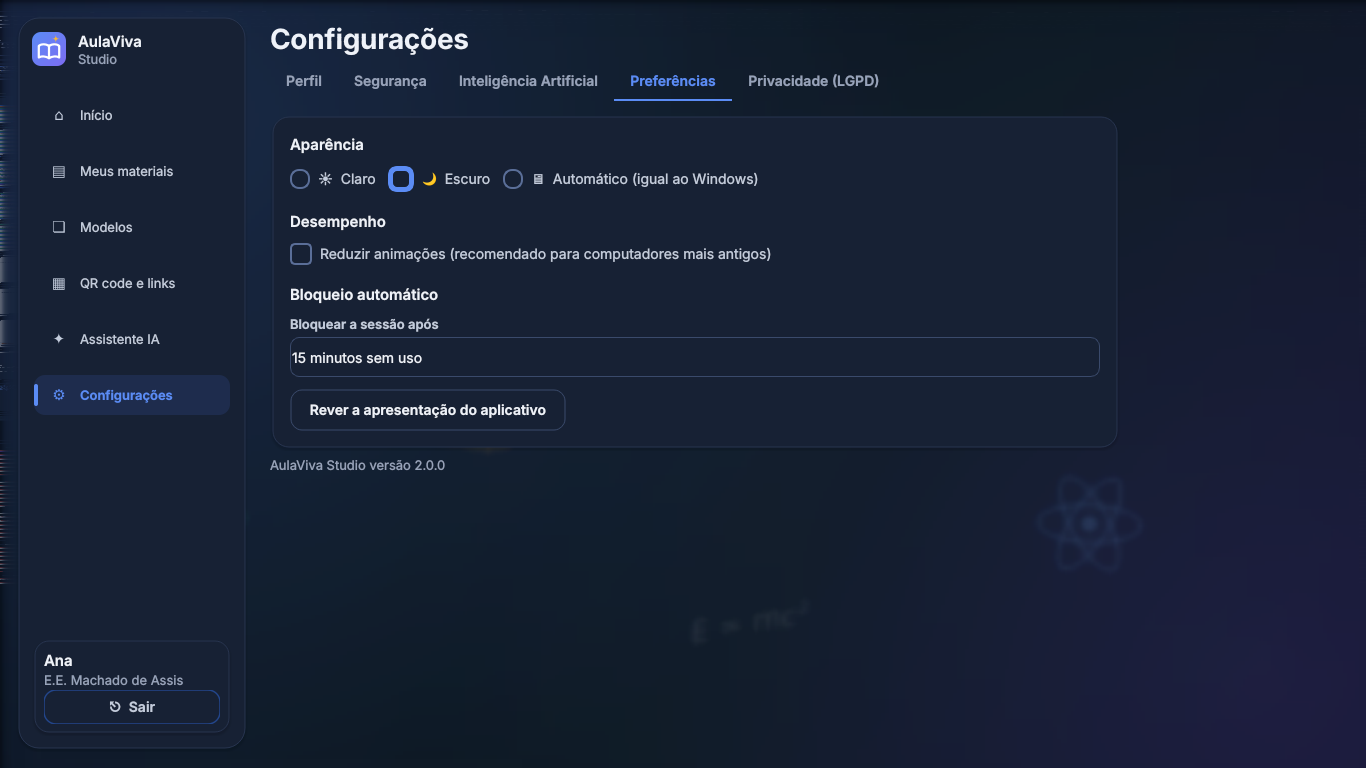 AulaViva
Studio
Início
Meus materiais
Modelos
QR code e links
Assistente IA
Configurações
Ana
E.E. Machado de Assis
Sair
Configurações
Perfil Segurança Inteligência Artificial Preferências Privacidade (LGPD)
Aparência
Claro Escuro Automático (igual ao Windows)
Desempenho
Reduzir animações (recomendado para computadores mais antigos)
Bloqueio automático
Bloquear a sessão após
15 minutos sem uso
Rever a apresentação do aplicativo
AulaViva Studio versão 2.0.0
E = mc²